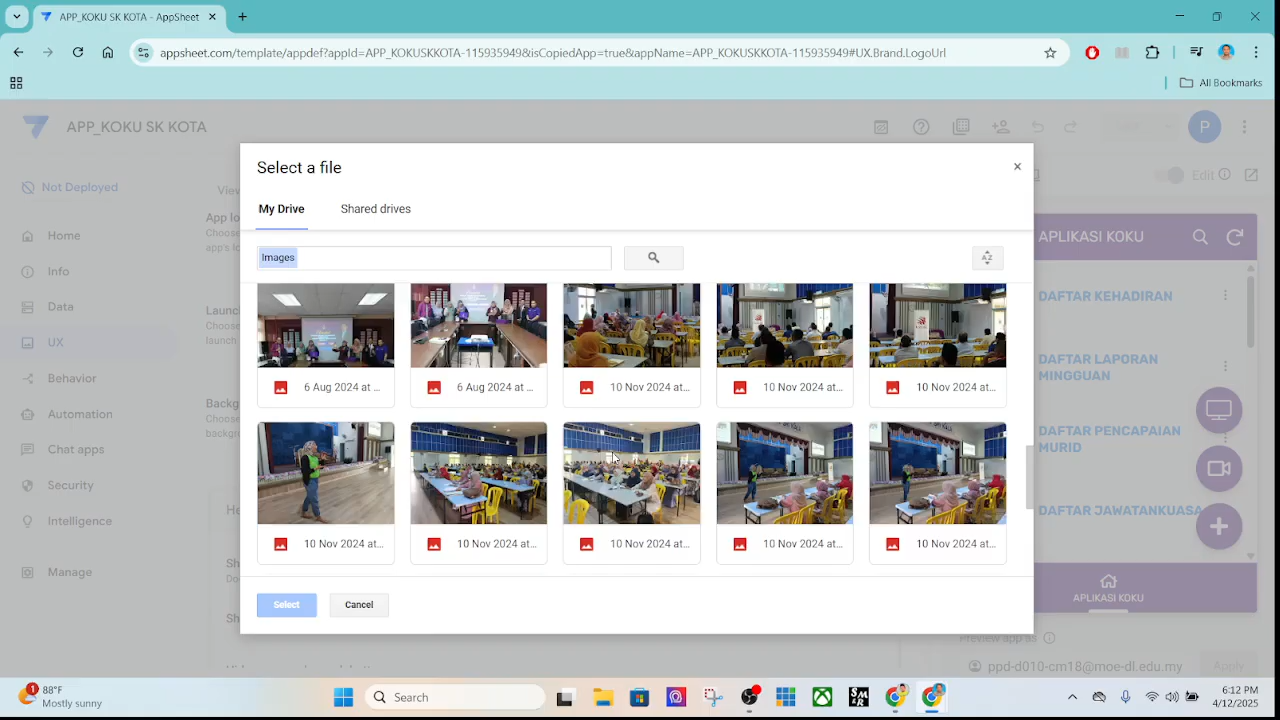 APP_KOKU SK KOTA - AppSheet
appsheet.com/template/appdef?appId=APP_KOKUSKKOTA-115935949&isCopiedApp=true&appName=APP_KOKUSKKOTA-115935949#UX.Brand.LogoUrl
All Bookmarks
APP_KOKU SK KOTA
P
Not Deployed
Home
Info
Data
UX
Behavior
Automation
Chat apps
Security
Intelligence
Manage
Select a file
My Drive
Shared drives
Images
6 Aug 2024 at ...
6 Aug 2024 at ...
10 Nov 2024 at...
10 Nov 2024 at...
10 Nov 2024 at...
10 Nov 2024 at...
10 Nov 2024 at...
10 Nov 2024 at...
10 Nov 2024 at...
10 Nov 2024 at...
Select
Cancel
Edit
APLIKASI KOKU
DAFTAR KEHADIRAN
DAFTAR LAPORAN
MINGGUAN
DAFTAR PENCAPAIAN
MURID
DAFTAR JAWATANKUASA
APLIKASI KOKU
Preview app as
ppd-d010-cm18@moe-dl.edu.my
Apply
1
88°F
Mostly sunny
Search
6:12 PM
4/12/2025